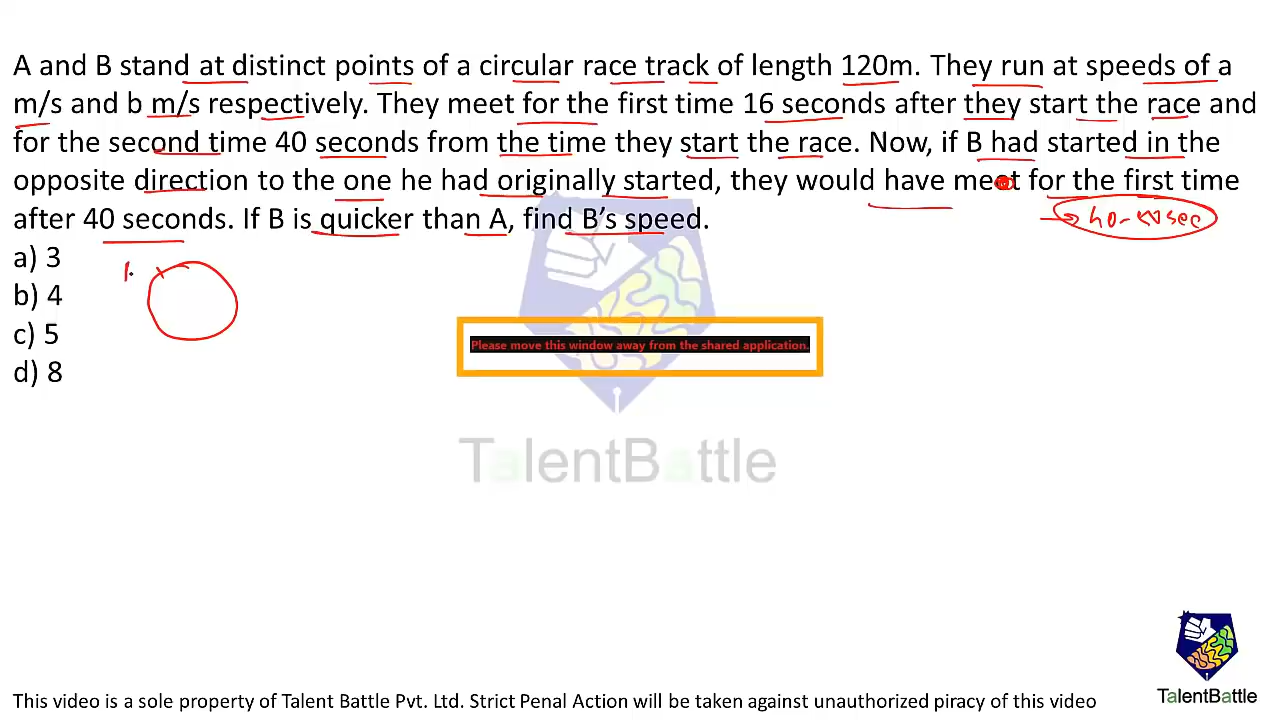 A and B stand at distinct points of a circular race track of length 120m. They run at speeds of a
m/s and b m/s respectively. They meet for the first time 16 seconds after they start the race and
for the second time 40 seconds from the time they start the race. Now, if B had started in the
opposite direction to the one he had originally started, they would have meet for the first time
after 40 seconds. If B is quicker than A, find B's speed.
a) 3
b) 4
c) 5
d) 8
Please move this window away from the shared application.
TalentBattle
TalentBattle
This video is a sole property of Talent Battle Pvt. Ltd. Strict Penal Action will be taken against unauthorized piracy of this video